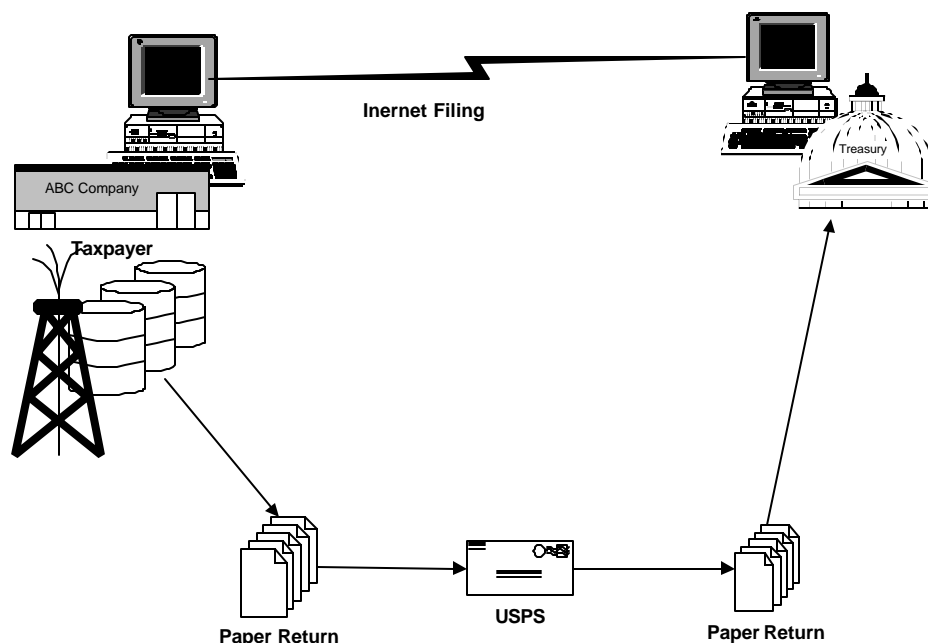 Inernet Filing
Treasury
ABC Company
Taxpayer
USPS
Paper Return
Paper Return